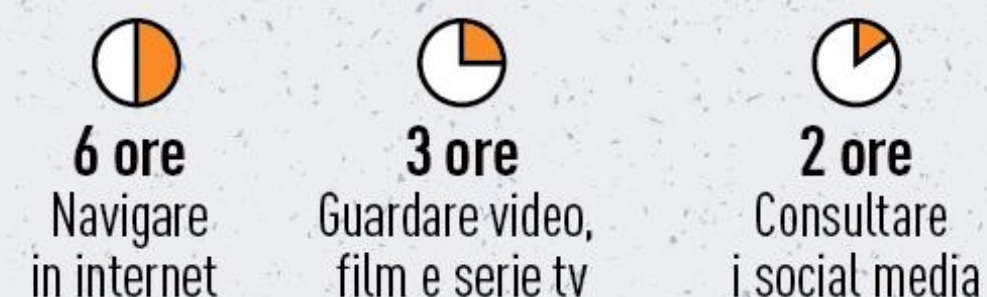 6 ore
Navigare
in internet
3 ore
Guardare video,
film e serie tv
2 ore
Consultare
i social media